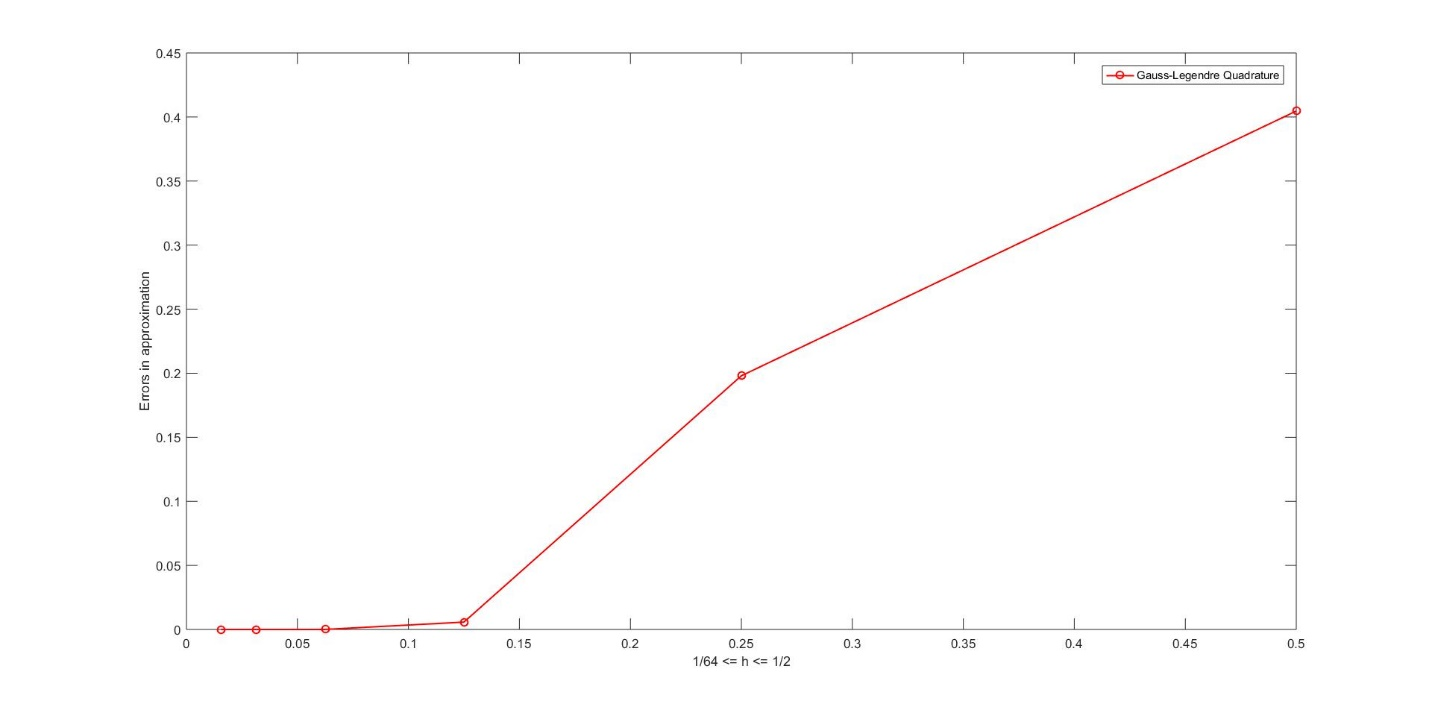 0.45
0.4
0.35
0.3
0.25
0.2
0.15
0.1
0.05
0
Errors in approximation
Gauss-Legendre Quadrature
0 0.05 0.1 0.15 0.2 0.25 0.3 0.35 0.4 0.45 0.5
1/64 <= h <= 1/2